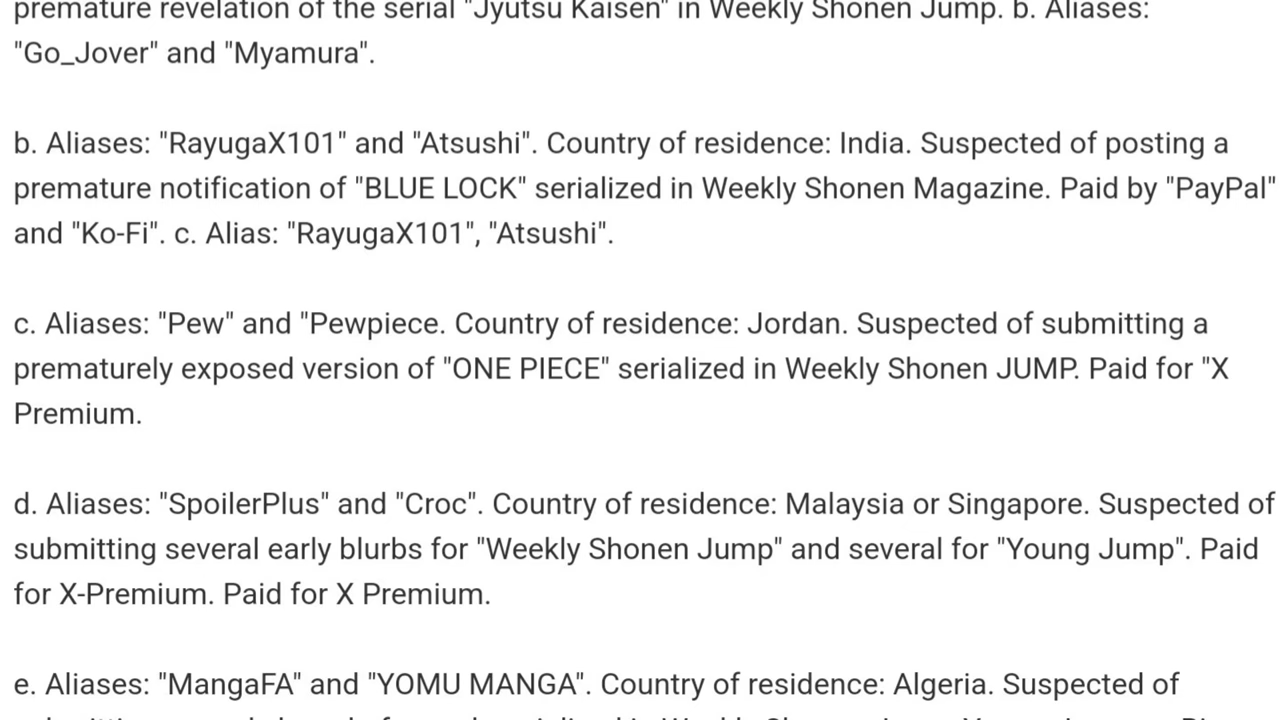 premature revelation of the serial "Jyutsu Kaisen" in Weekly Shonen Jump. b. Aliases:
"Go_Jover" and "Myamura".
b. Aliases: "RayugaX101" and "Atsushi". Country of residence: India. Suspected of posting a
premature notification of "BLUE LOCK" serialized in Weekly Shonen Magazine. Paid by "PayPal"
and "Ko-Fi". c. Alias: "RayugaX101", "Atsushi".
c. Aliases: "Pew" and "Pewpiece. Country of residence: Jordan. Suspected of submitting a
prematurely exposed version of "ONE PIECE" serialized in Weekly Shonen JUMP. Paid for "X
Premium.
d. Aliases: "SpoilerPlus" and "Croc". Country of residence: Malaysia or Singapore. Suspected of
submitting several early blurbs for "Weekly Shonen Jump" and several for "Young Jump". Paid
for X-Premium. Paid for X Premium.
e. Aliases: "MangaFA" and "YOMU MANGA". Country of residence: Algeria. Suspected of